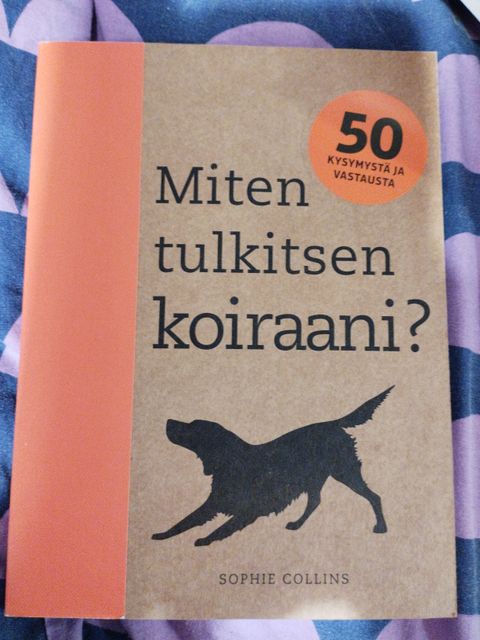 50
KYSYMYSTÄ JA
VASTAUSTA
Miten
tulkitsen
koiraani?
SOPHIE COLLINS